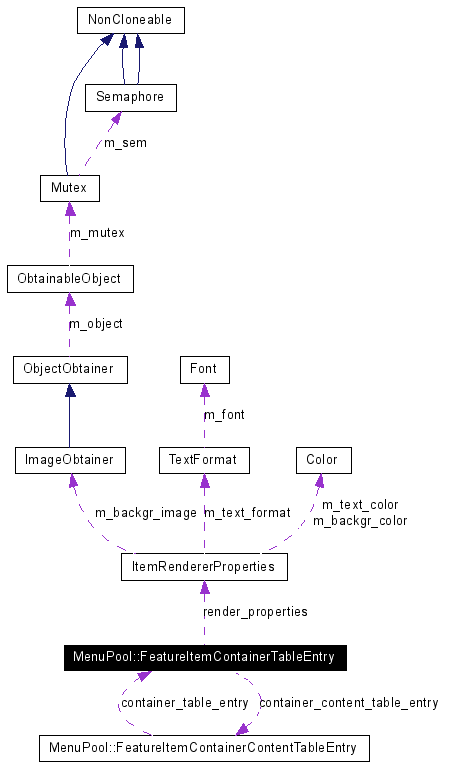 NonCloneable
Semaphore
m_sem
Mutex
m_mutex
ObtainableObject
m_object
ObjectObtainer
Font
m_font
ImageObtainer
TextFormat
Color
m_backgr_image
m_text_format
m_text_color
m_backgr_color
ItemRendererProperties
render_properties
MenuPool::FeatureItemContainerTableEntry
container_table_entry
container_content_table_entry
MenuPool::FeatureItemContainerContentTableEntry